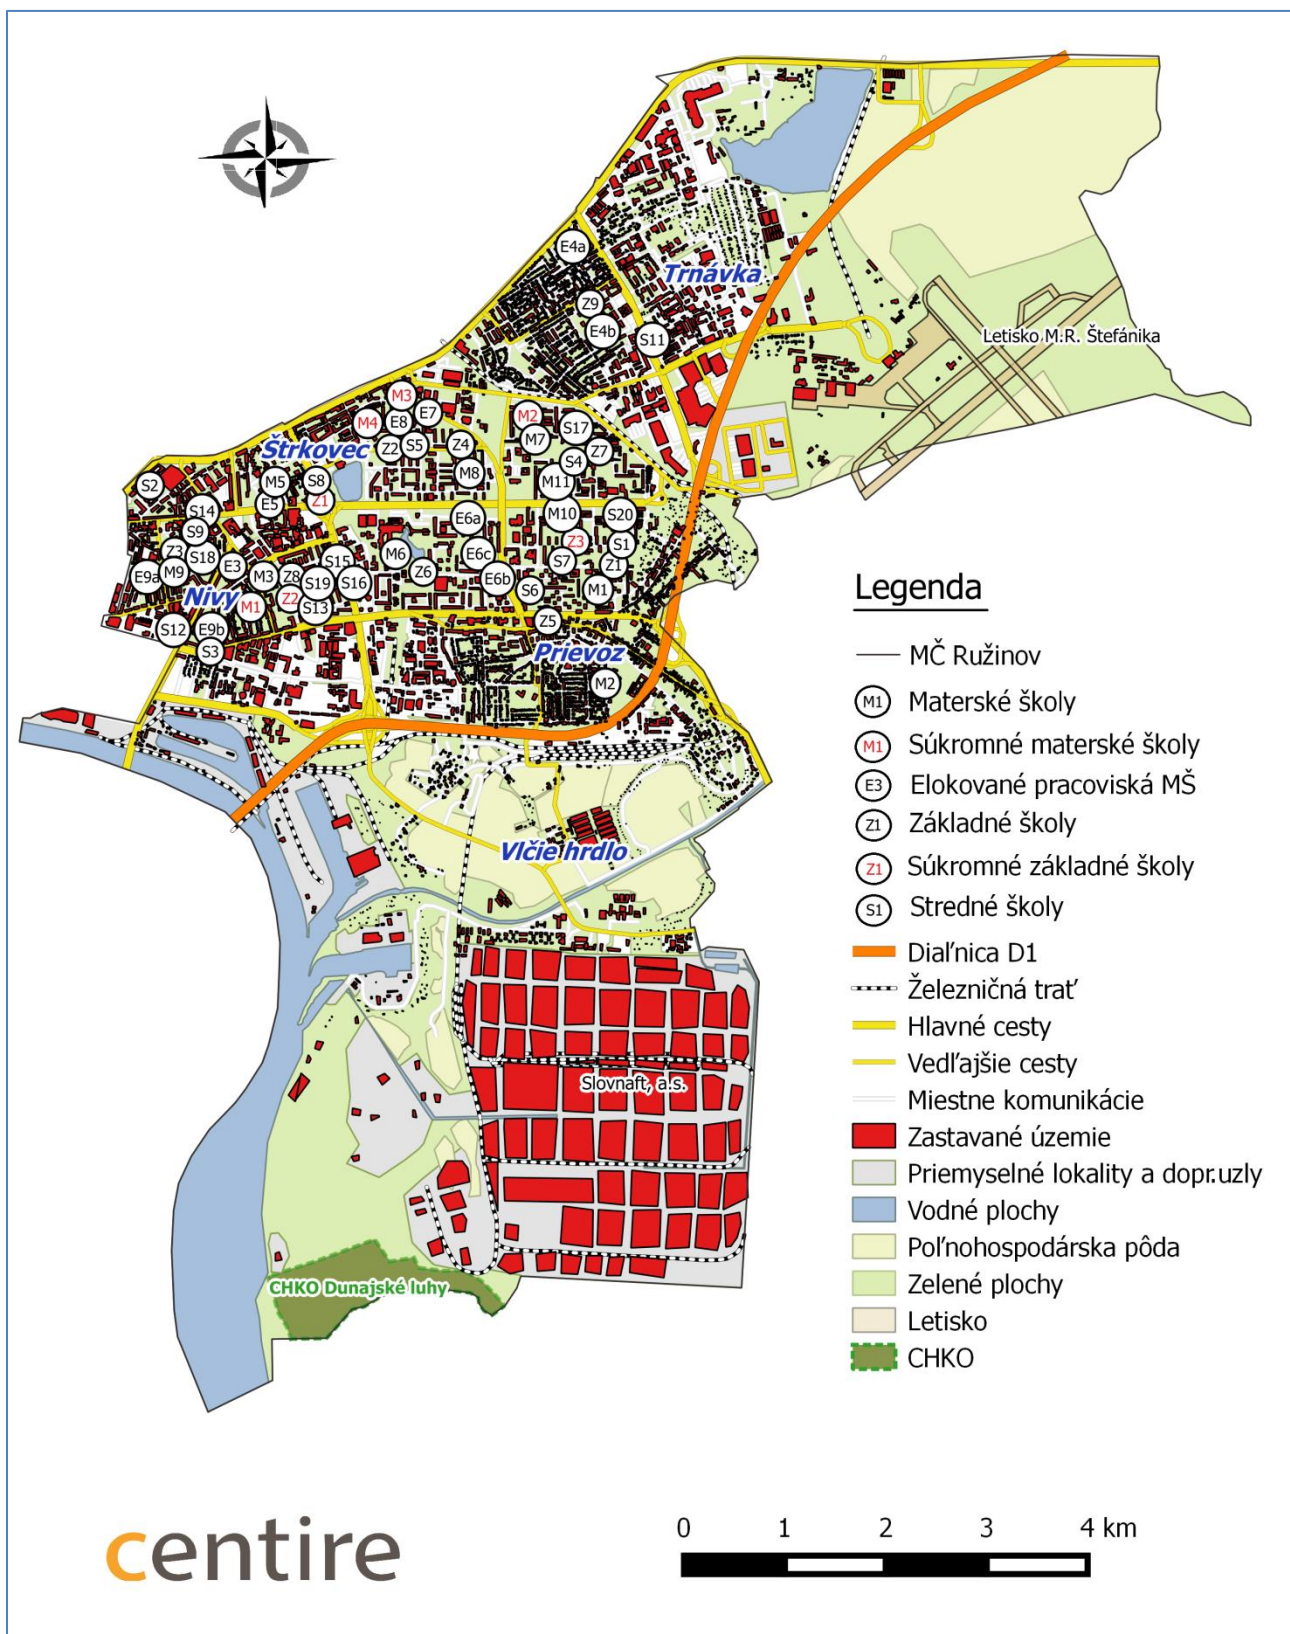 E4a
Trnávka
Z9
E4b
S11
Letisko M.R. Štefánika
M3
M2
E7
M4
E8
S17
Z2
S5
Z4
M7
Z7
Štrkovec
S4
M8
S8
M5
M11
S2
Z1
E5
S14
M10
S20
E6a
S9
Z3
S1
Z3
S18
M6
E6c
S7
S15
Z1
E3
Z6
M9
E9a
M3
Z8
S19
S16
E6b
M1
S6
Nivy
Z2
M1
S13
Z5
S12
E9b
S3
Prievoz
M2
Vlčie hrdlo
Slovnaft, a.s.
CHKO Dunajské luhy
Legenda
MČ Ružinov
M1 Materské školy
M1 Súkromné materské školy
E3 Elokované pracoviská MŠ
Z1 Základné školy
Z1 Súkromné základné školy
S1 Stredné školy
Diaľnica D1
Železničná trať
Hlavné cesty
Vedľajšie cesty
Miestne komunikácie
Zastavané územie
Priemyselné lokality a dopr.uzly
Vodné plochy
Poľnohospodárska pôda
Zelené plochy
Letisko
CHKO
centire
0 1 2 3 4 km